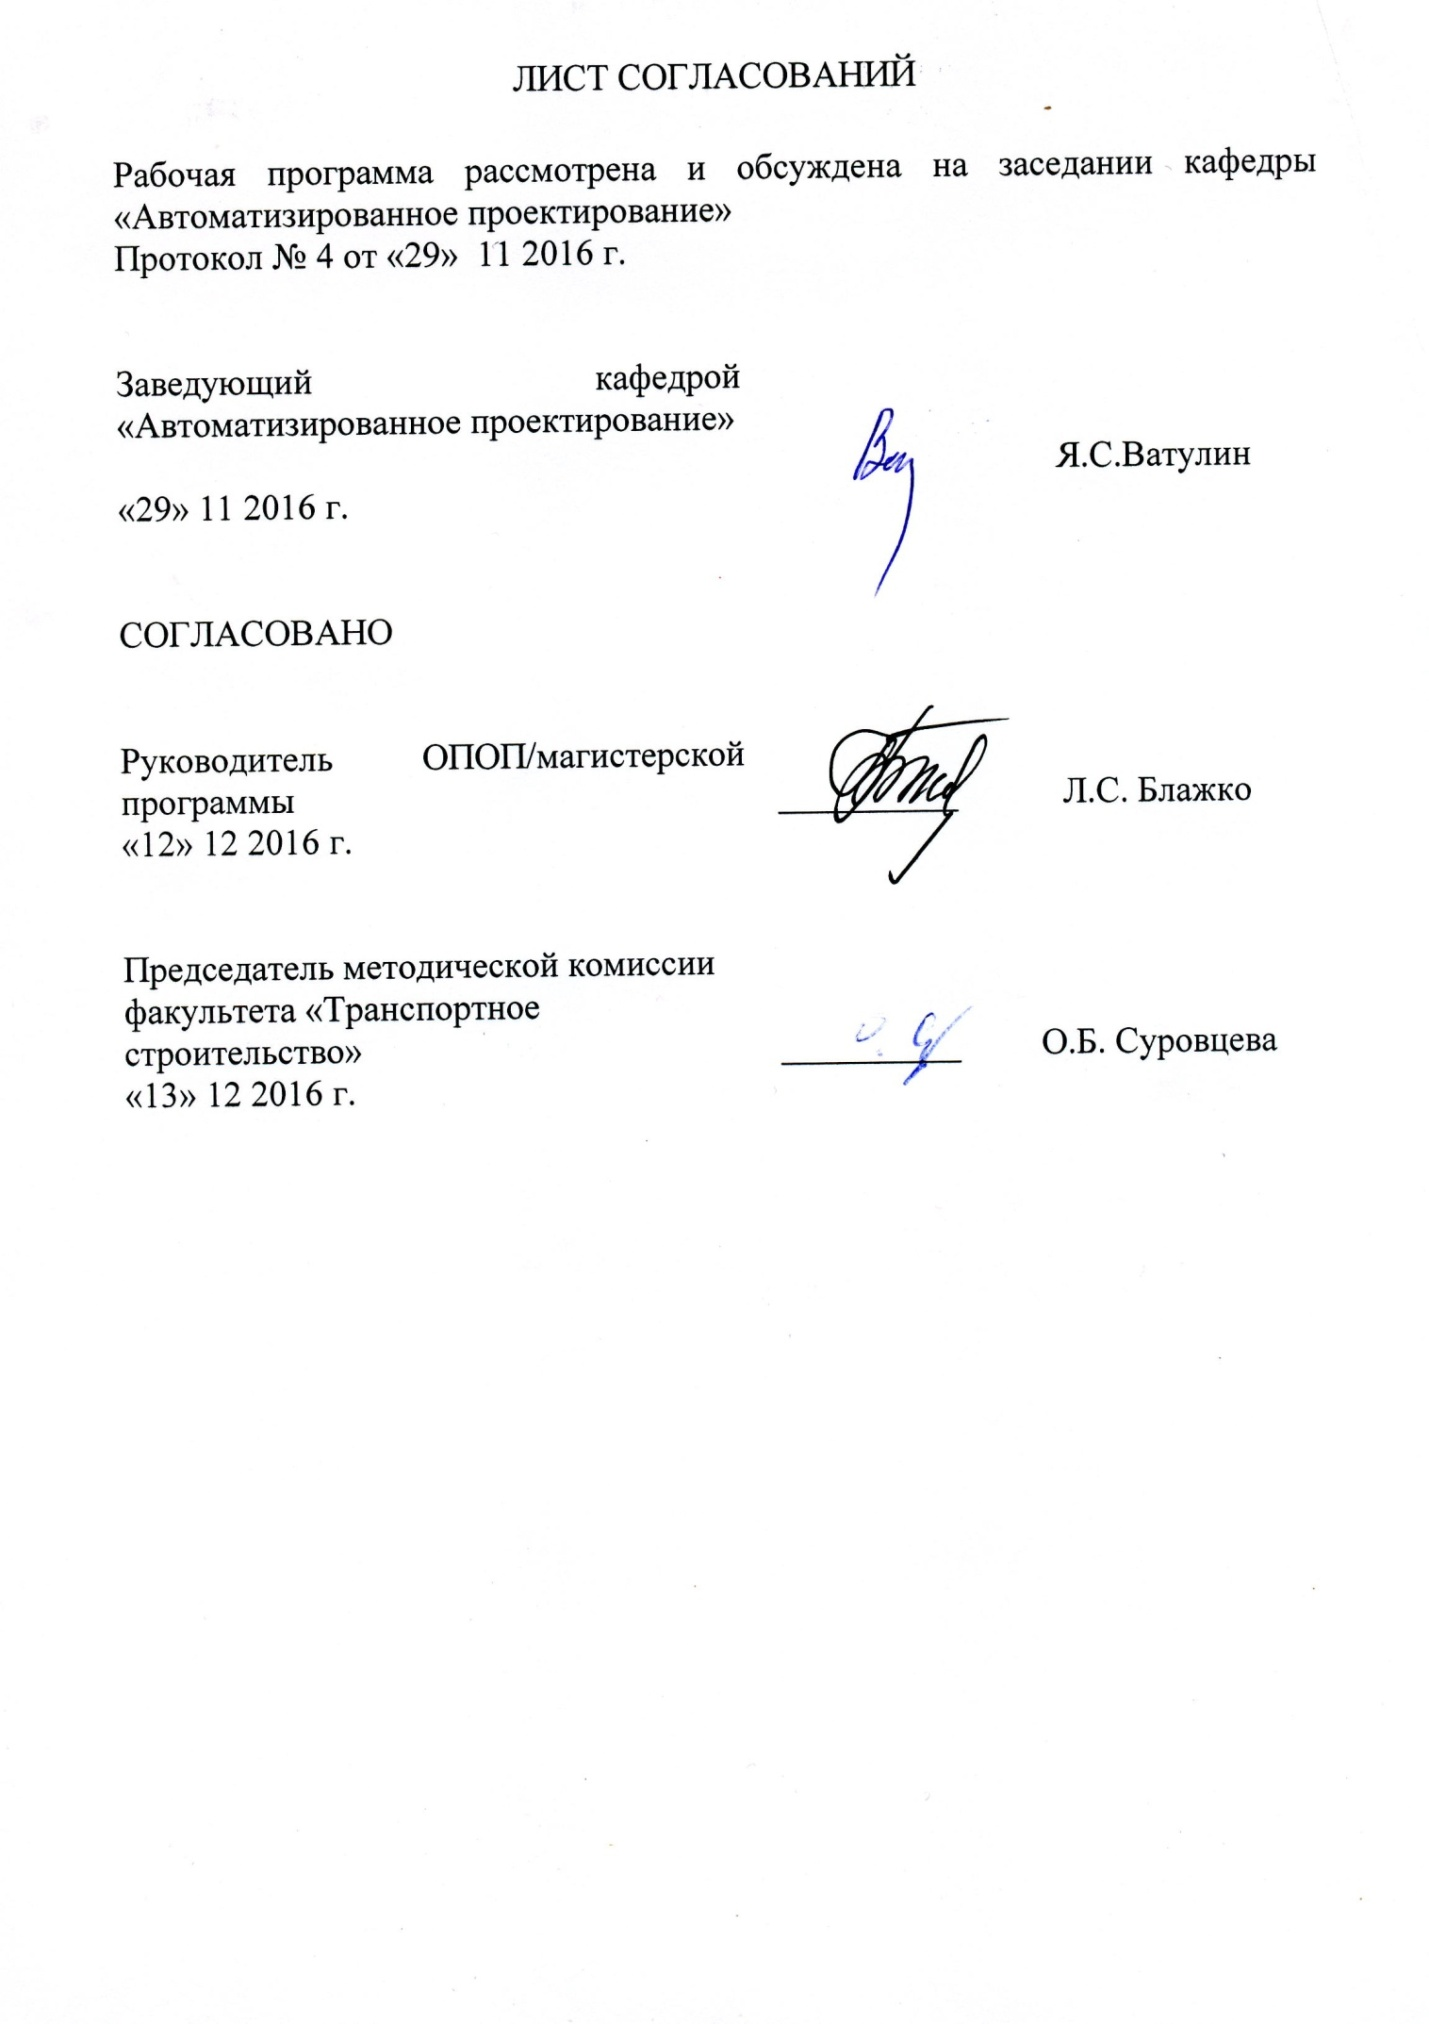 ЛИСТ СОГЛАСОВАНИЙ
Рабочая программа рассмотрена и обсуждена на заседании кафедры
«Автоматизированное проектирование»
Протокол № 4 от «29» 11 2016 г.
Заведующий кафедрой
«Автоматизированное проектирование»
Я.С.Ватулин
«29» 11 2016 г.
СОГЛАСОВАНО
Руководитель ОПОП/магистерской
программы
Л.С. Блажко
«12» 12 2016 г.
Председатель методической комиссии
факультета «Транспортное
строительство»
О.Б. Суровцева
«13» 12 2016 г.